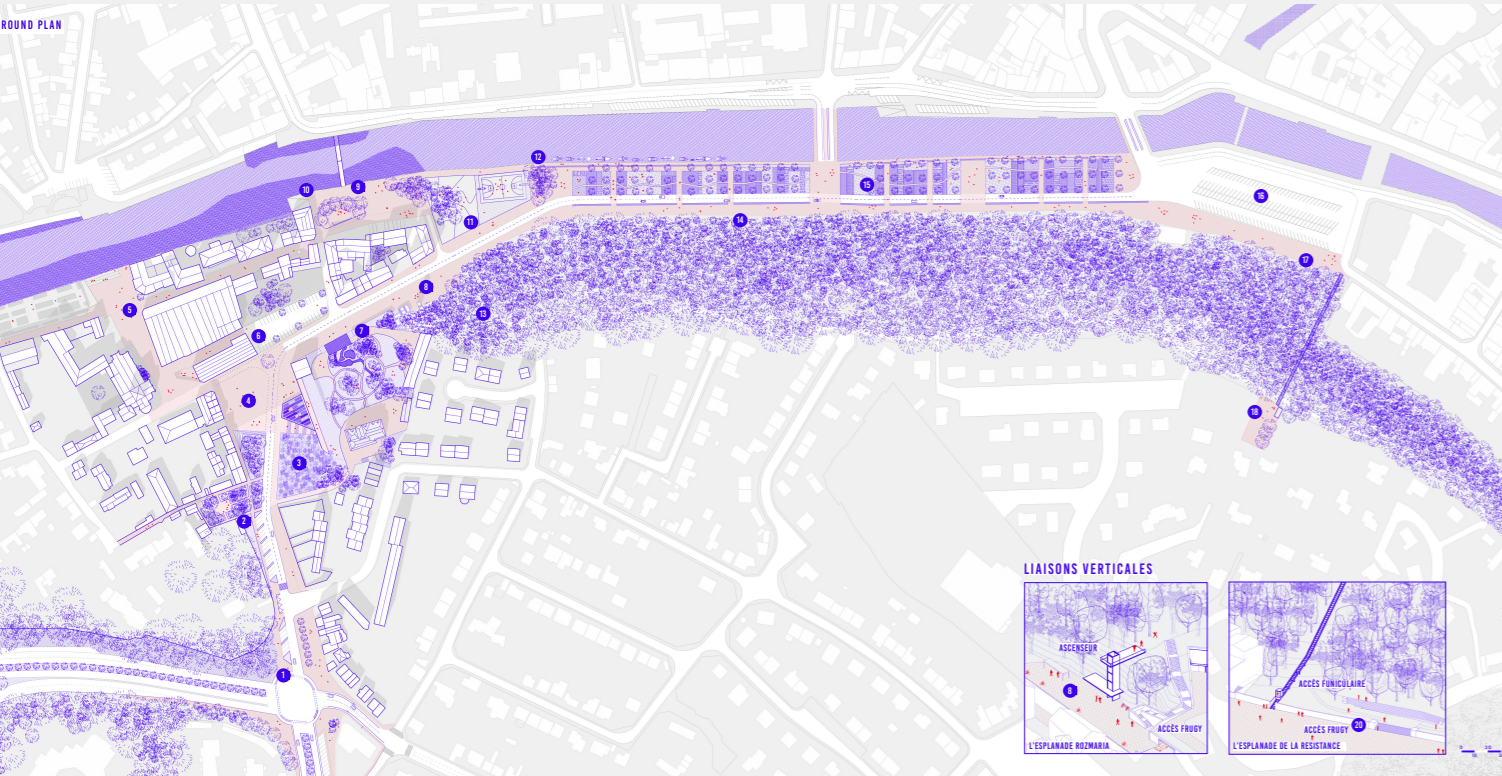 ROUND PLAN
12
10
9
15
16
11
14
17
8
5
13
6
7
4
18
3
2
1
LIAISONS VERTICALES
ASCENSEUR
8
ACCÈS FRUGY
L'ESPLANADE ROZMARIA
ACCÈS FUNICULAIRE
ACCÈS FRUGY
20
L'ESPLANADE DE LA RESISTANCE